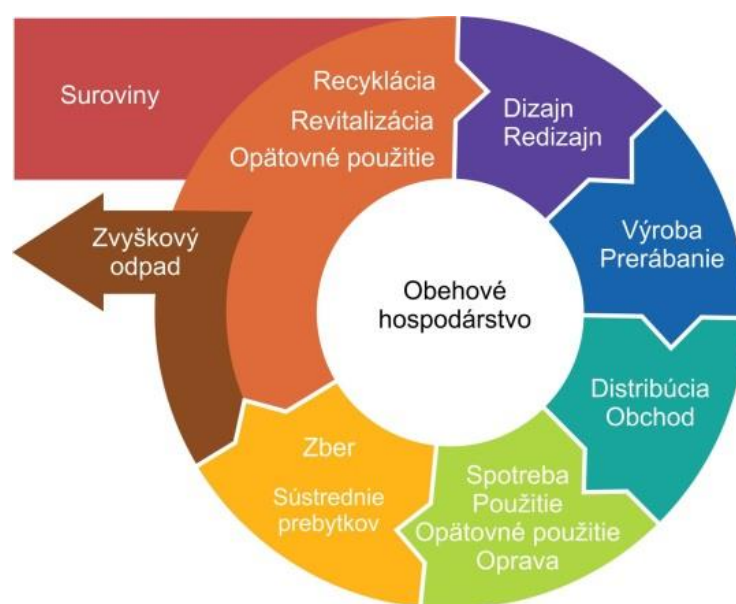 Suroviny
Recyklácia
Revitalizácia
Opätovné použitie
Dizajn
Redizajn
Výroba
Prerábanie
Distribúcia
Obchod
Spotreba
Použitie
Opätovné použitie
Oprava
Zber
Sústrednie
prebytkov
Zvyškový
odpad
Obehové
hospodárstvo